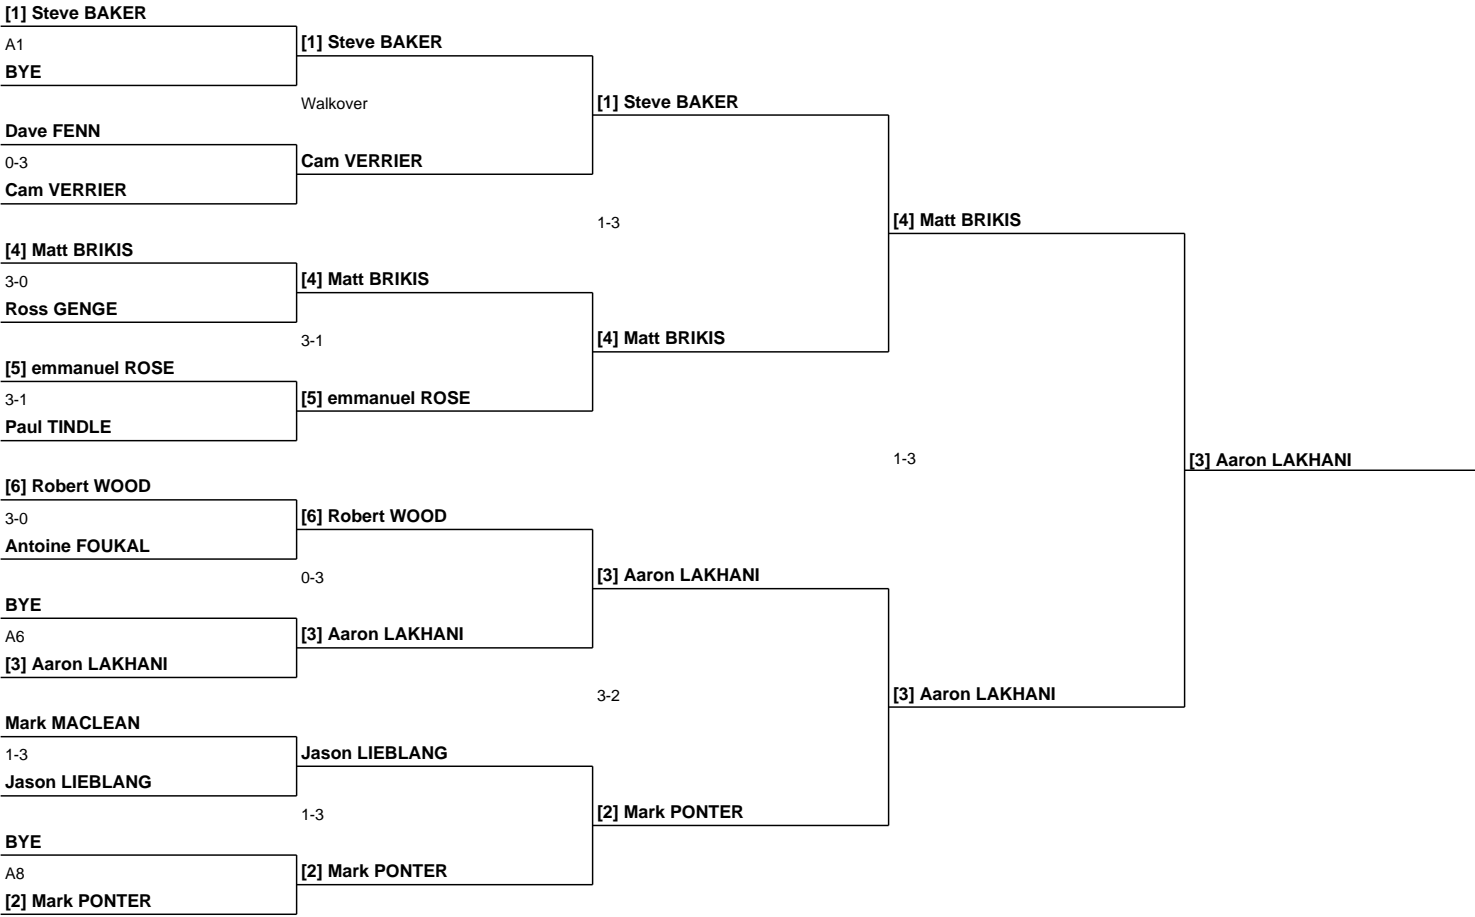 [1] Steve BAKER
A1
BYE
Dave FENN
0-3
Cam VERRIER
[4] Matt BRIKIS
3-0
Ross GENGE
[5] emmanuel ROSE
3-1
Paul TINDLE
[6] Robert WOOD
3-0
Antoine FOUKAL
BYE
A6
[3] Aaron LAKHANI
Mark MACLEAN
1-3
Jason LIEBLANG
BYE
A8
[2] Mark PONTER
[1] Steve BAKER
Walkover
Cam VERRIER
[4] Matt BRIKIS
3-1
[5] emmanuel ROSE
[6] Robert WOOD
0-3
[3] Aaron LAKHANI
Jason LIEBLANG
1-3
[2] Mark PONTER
[1] Steve BAKER
1-3
[4] Matt BRIKIS
[3] Aaron LAKHANI
3-2
[2] Mark PONTER
[4] Matt BRIKIS
1-3
[3] Aaron LAKHANI
[3] Aaron LAKHANI